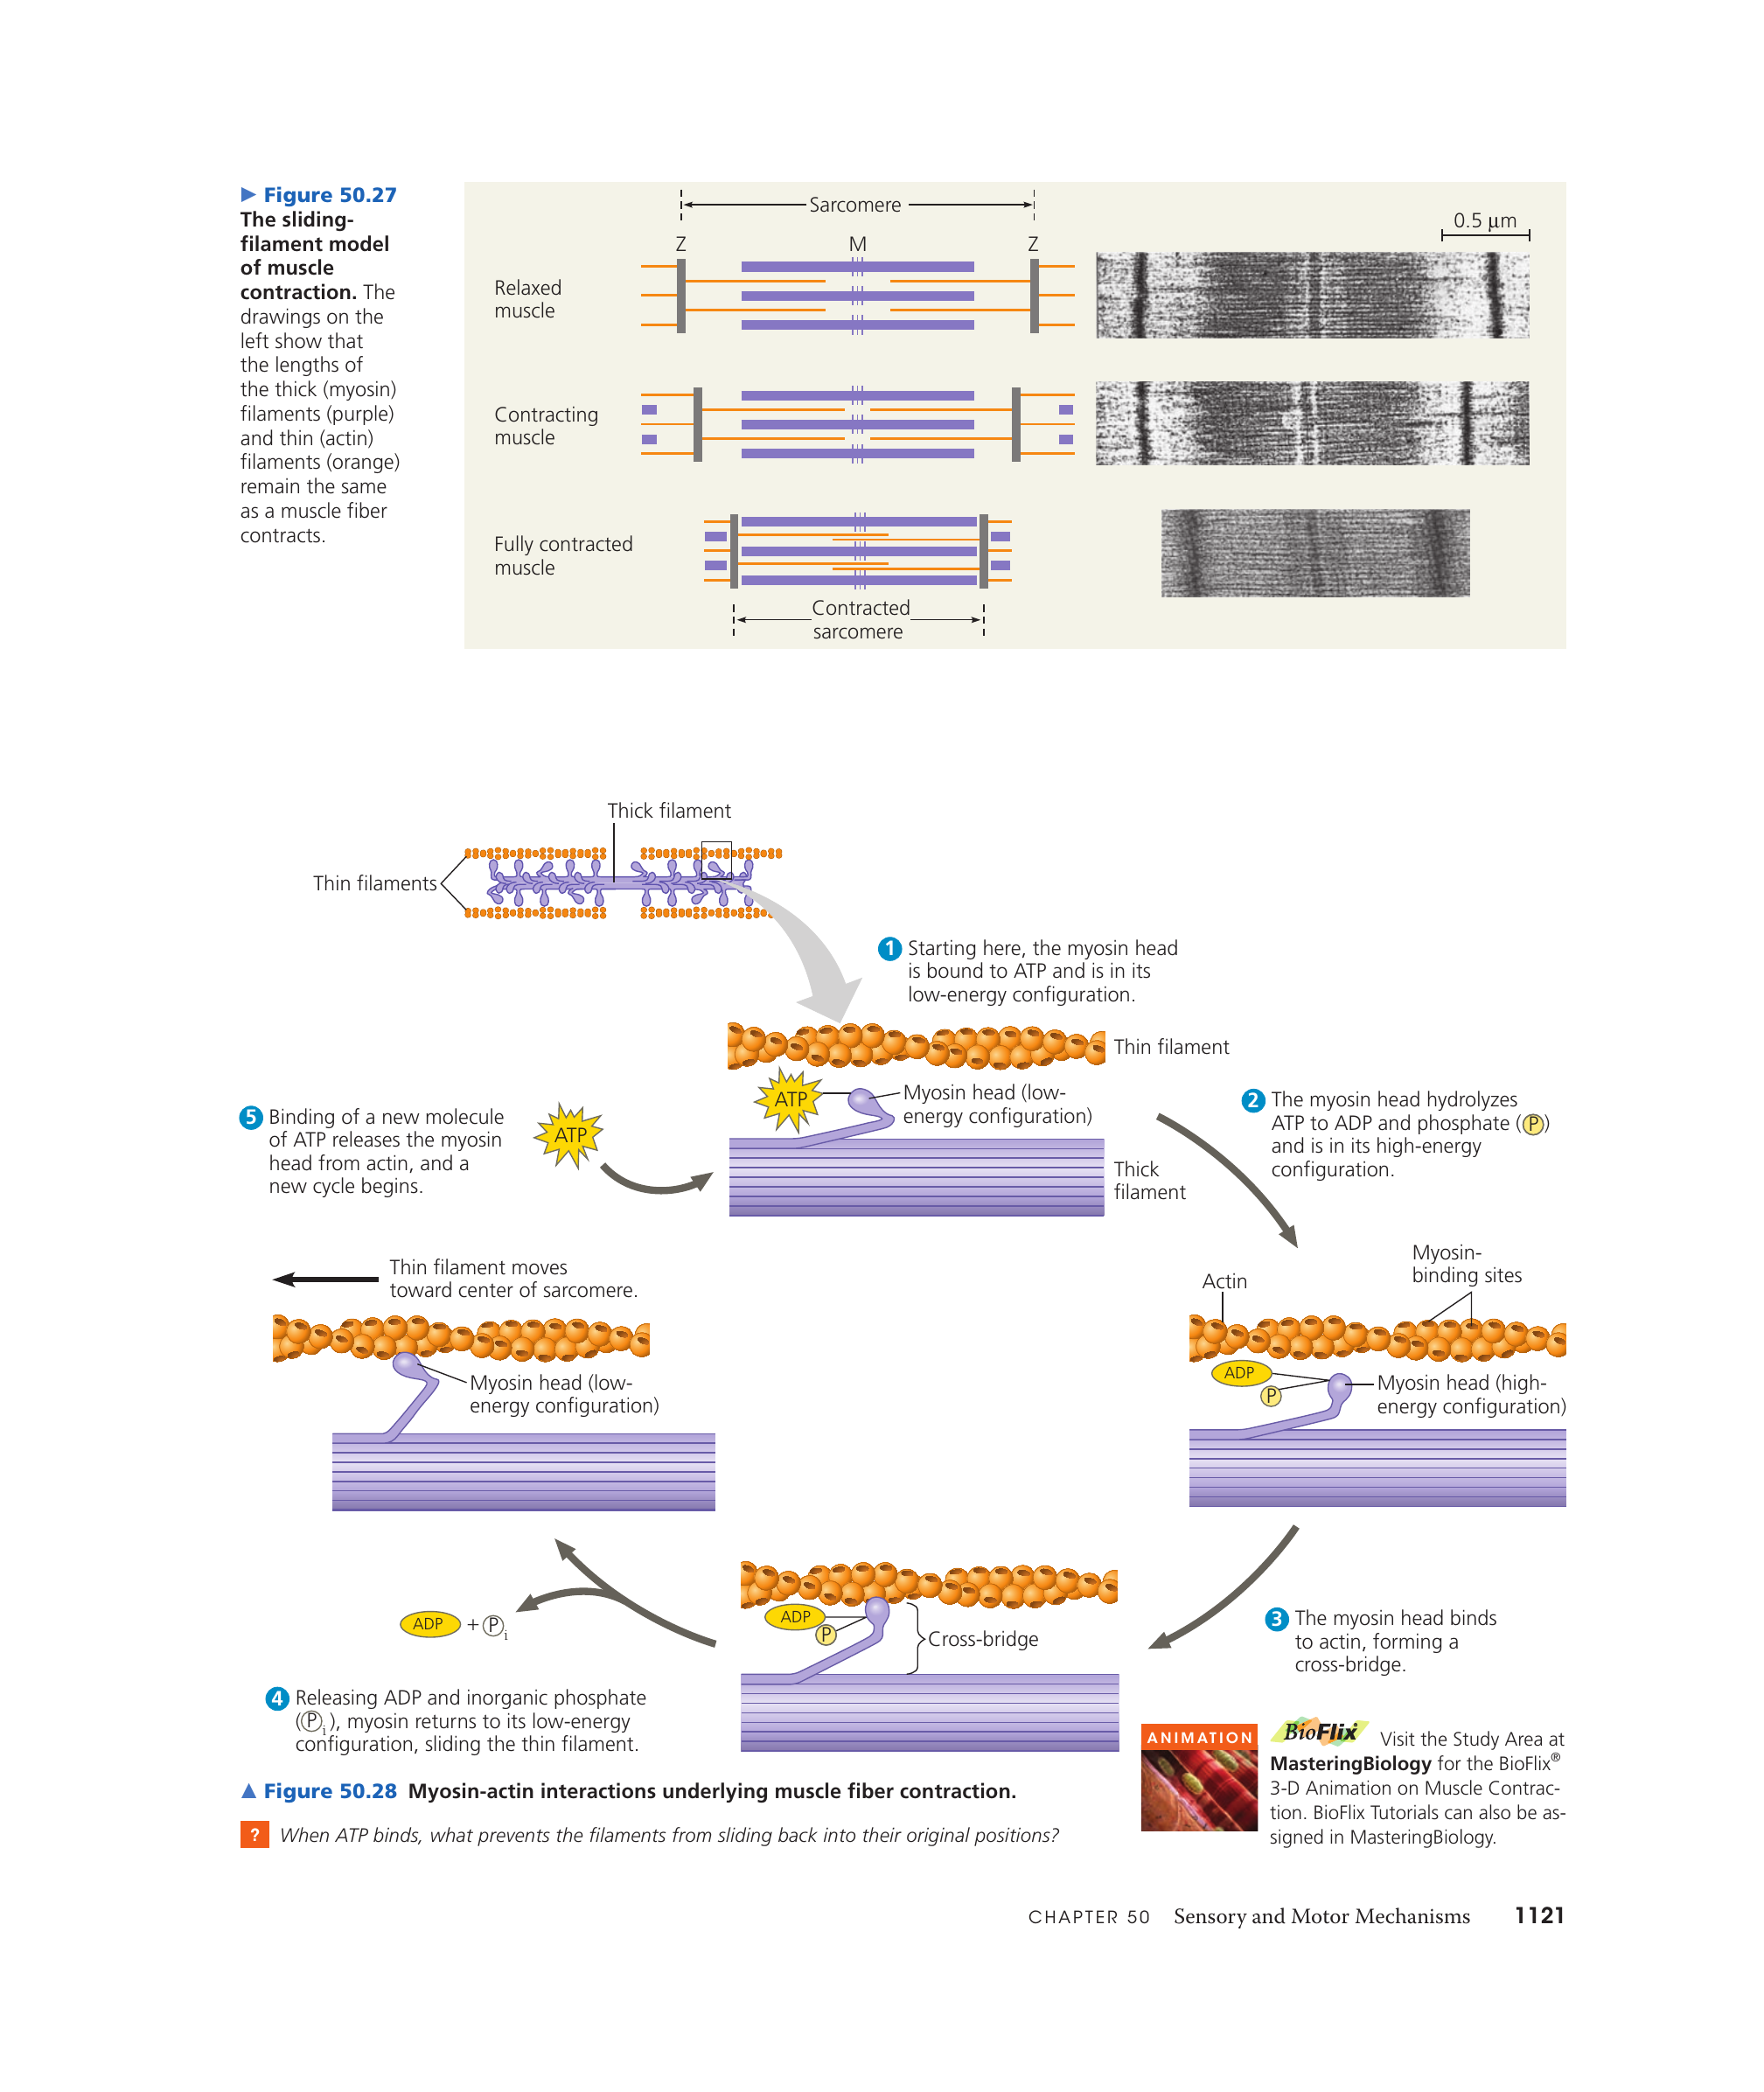 ▶ Figure 50.27
The sliding-
filament model
of muscle
contraction. The
drawings on the
left show that
the lengths of
the thick (myosin)
filaments (purple)
and thin (actin)
filaments (orange)
remain the same
as a muscle fiber
contracts.
Sarcomere
Z M Z
0.5 μm
Relaxed
muscle
Contracting
muscle
Fully contracted
muscle
Contracted
sarcomere
Thick filament
Thin filaments
1 Starting here, the myosin head
is bound to ATP and is in its
low-energy configuration.
Thin filament
ATP
Myosin head (low-
energy configuration)
Thick
filament
2 The myosin head hydrolyzes
ATP to ADP and phosphate (P)
and is in its high-energy
configuration.
5 Binding of a new molecule
of ATP releases the myosin
head from actin, and a
new cycle begins.
ATP
Thin filament moves
toward center of sarcomere.
Myosin head (low-
energy configuration)
Actin
Myosin-
binding sites
ADP
P
Myosin head (high-
energy configuration)
ADP
P
Cross-bridge
3 The myosin head binds
to actin, forming a
cross-bridge.
ADP + Pi
4 Releasing ADP and inorganic phosphate
(Pi), myosin returns to its low-energy
configuration, sliding the thin filament.
▲ Figure 50.28 Myosin-actin interactions underlying muscle fiber contraction.
? When ATP binds, what prevents the filaments from sliding back into their original positions?
ANIMATION
BioFlix Visit the Study Area at
MasteringBiology for the BioFlix®
3-D Animation on Muscle Contrac-
tion. BioFlix Tutorials can also be as-
signed in MasteringBiology.
CHAPTER 50 Sensory and Motor Mechanisms 1121